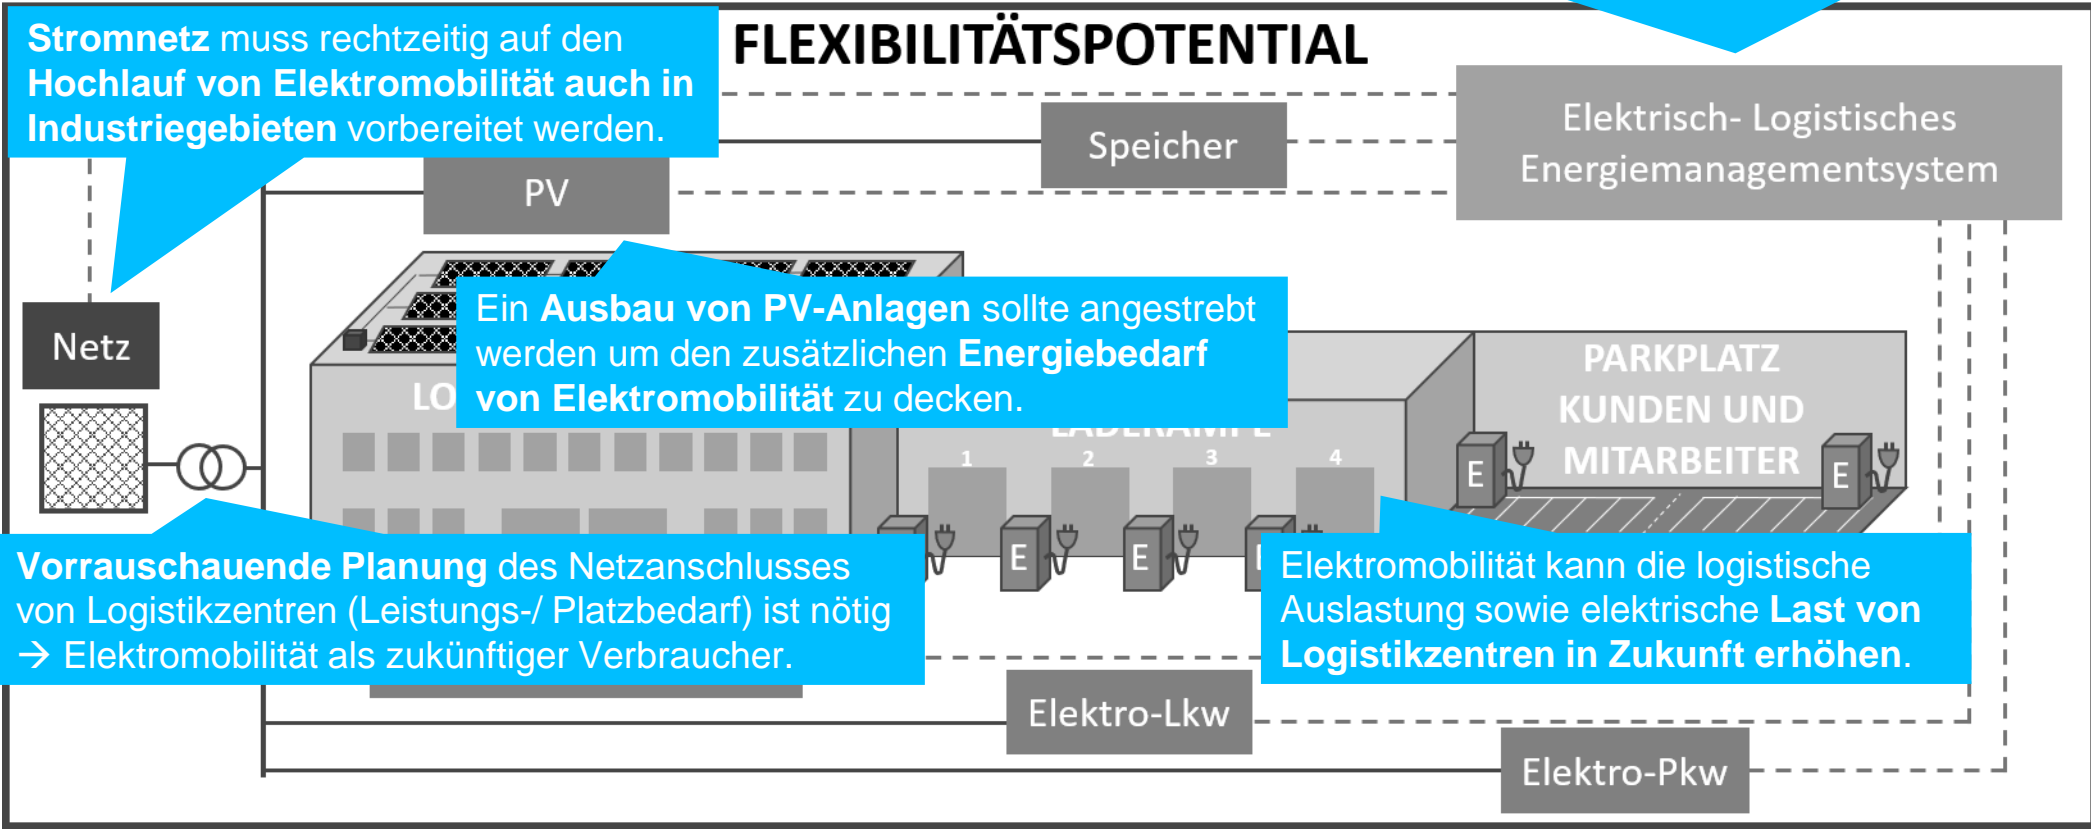 FLEXIBILITÄTSPOTENTIAL
Stromnetz muss rechtzeitig auf den
Hochlauf von Elektromobilität auch in
Industriegebieten vorbereitet werden.
Speicher
Elektrisch- Logistisches
Energiemanagementsystem
PV
Netz
Ein Ausbau von PV-Anlagen sollte angestrebt
werden um den zusätzlichen Energiebedarf
von Elektromobilität zu decken.
PARKPLATZ
KUNDEN UND
MITARBEITER
LO
1 2 3 4
E E
E E
Vorrauschauende Planung des Netzanschlusses
von Logistikzentren (Leistungs-/ Platzbedarf) ist nötig
→ Elektromobilität als zukünftiger Verbraucher.
Elektromobilität kann die logistische
Auslastung sowie elektrische Last von
Logistikzentren in Zukunft erhöhen.
Elektro-Lkw
Elektro-Pkw